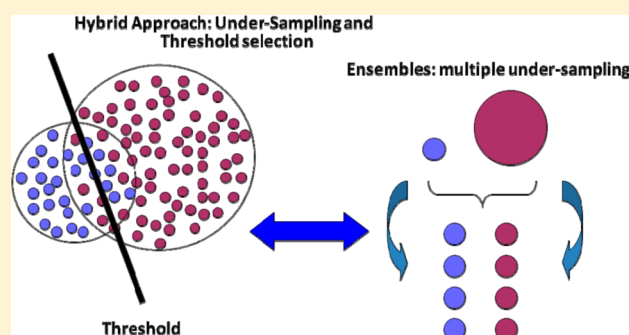 Hybrid Approach: Under-Sampling and
Threshold selection
Ensembles: multiple under-sampling
Threshold